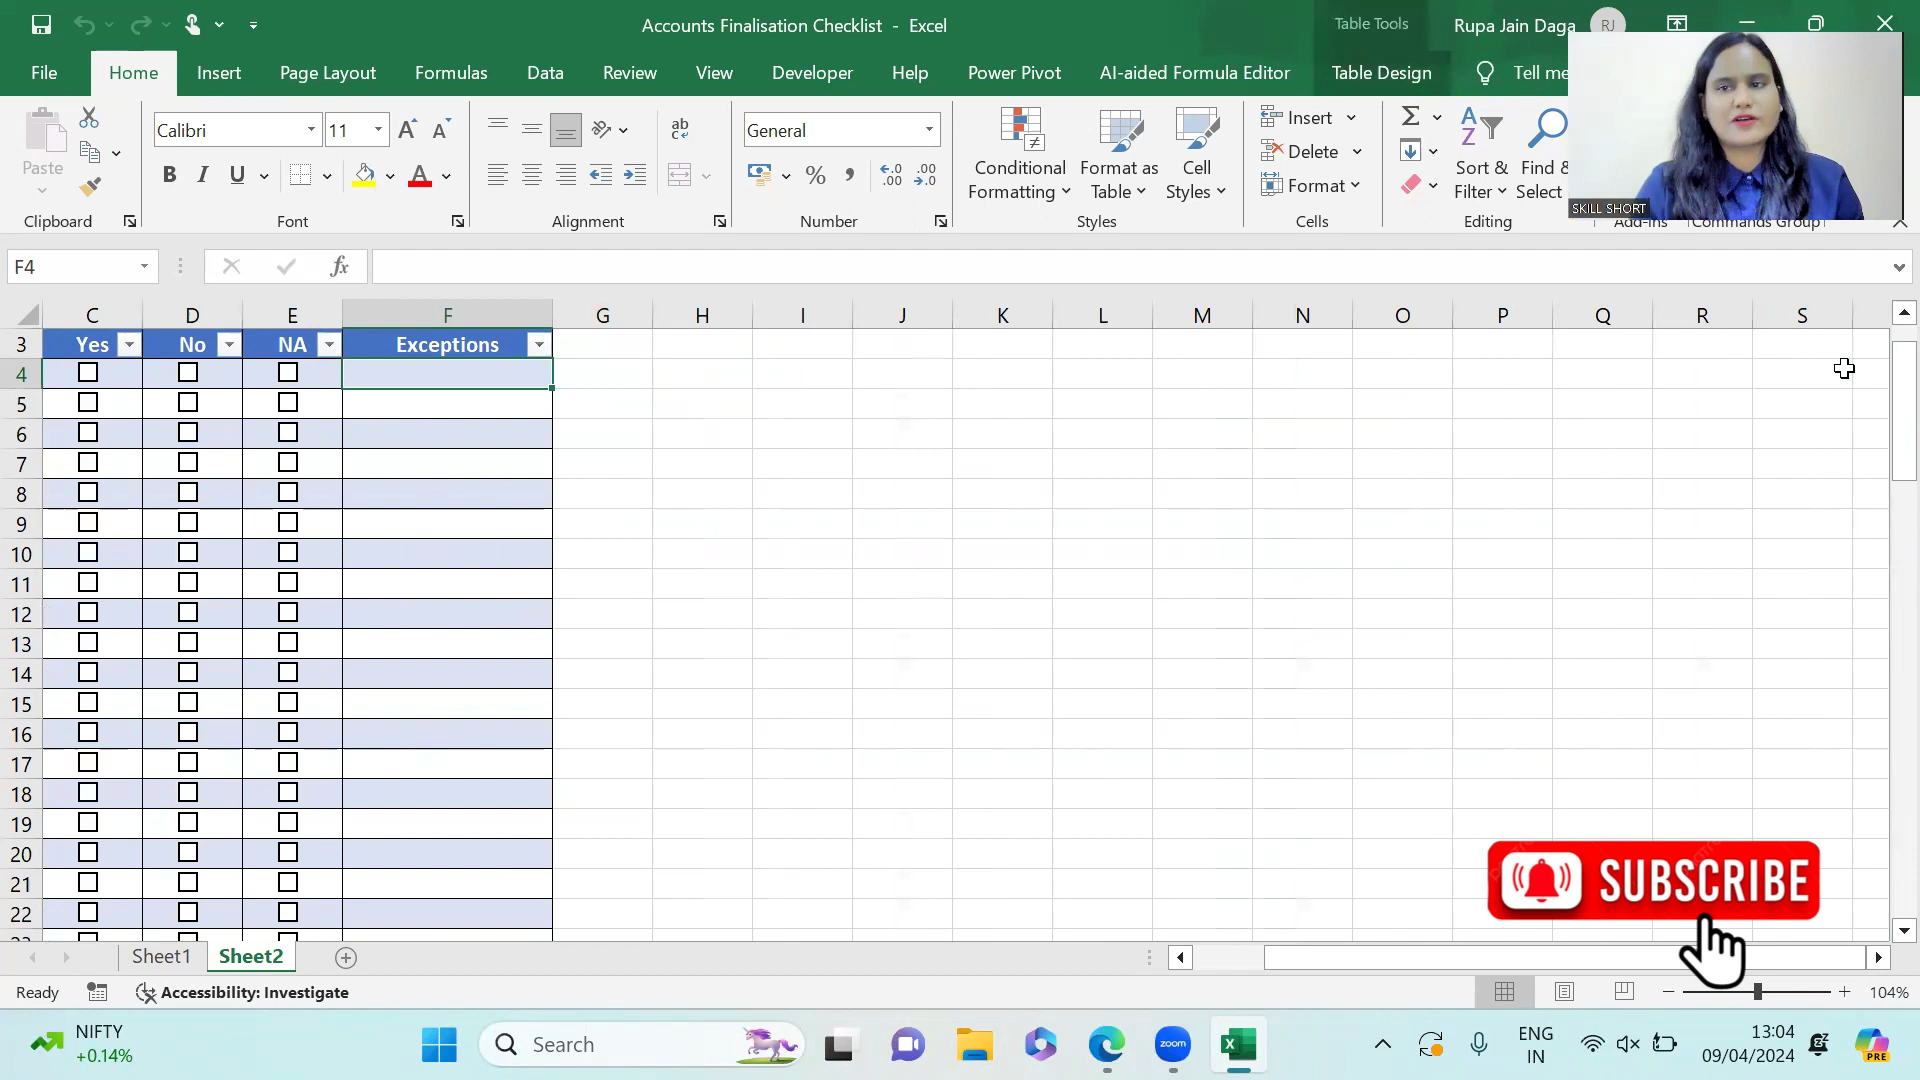 Accounts Finalisation Checklist - Excel
Table Tools
Rupa Jain Daga
RJ
File
Home
Insert
Page Layout
Formulas
Data
Review
View
Developer
Help
Power Pivot
AI-aided Formula Editor
Table Design
Tell me
Paste
Calibri
11
General
Conditional
Formatting
Format as
Table
Cell
Styles
Insert
Delete
Format
Sort &
Filter
Find &
Select
Clipboard
Font
Alignment
Number
Styles
Cells
Editing
Add-ins
Commands Group
SKILL SHORT
F4
fx
C D E F G H I J K L M N O P Q R S
3 Yes No NA Exceptions
4
5
6
7
8
9
10
11
12
13
14
15
16
17
18
19
20
21
22
SUBSCRIBE
Sheet1
Sheet2
Ready
Accessibility: Investigate
104%
NIFTY
+0.14%
Search
zoom
ENG
IN
13:04
09/04/2024
PRE